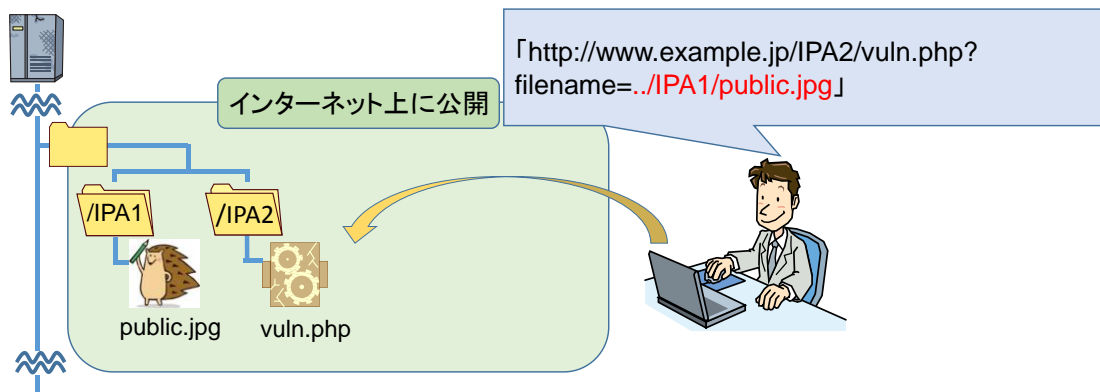 「http://www.example.jp/IPA2/vuln.php?
filename=../IPA1/public.jpg」
インターネット上に公開
/IPA1
/IPA2
public.jpg
vuln.php